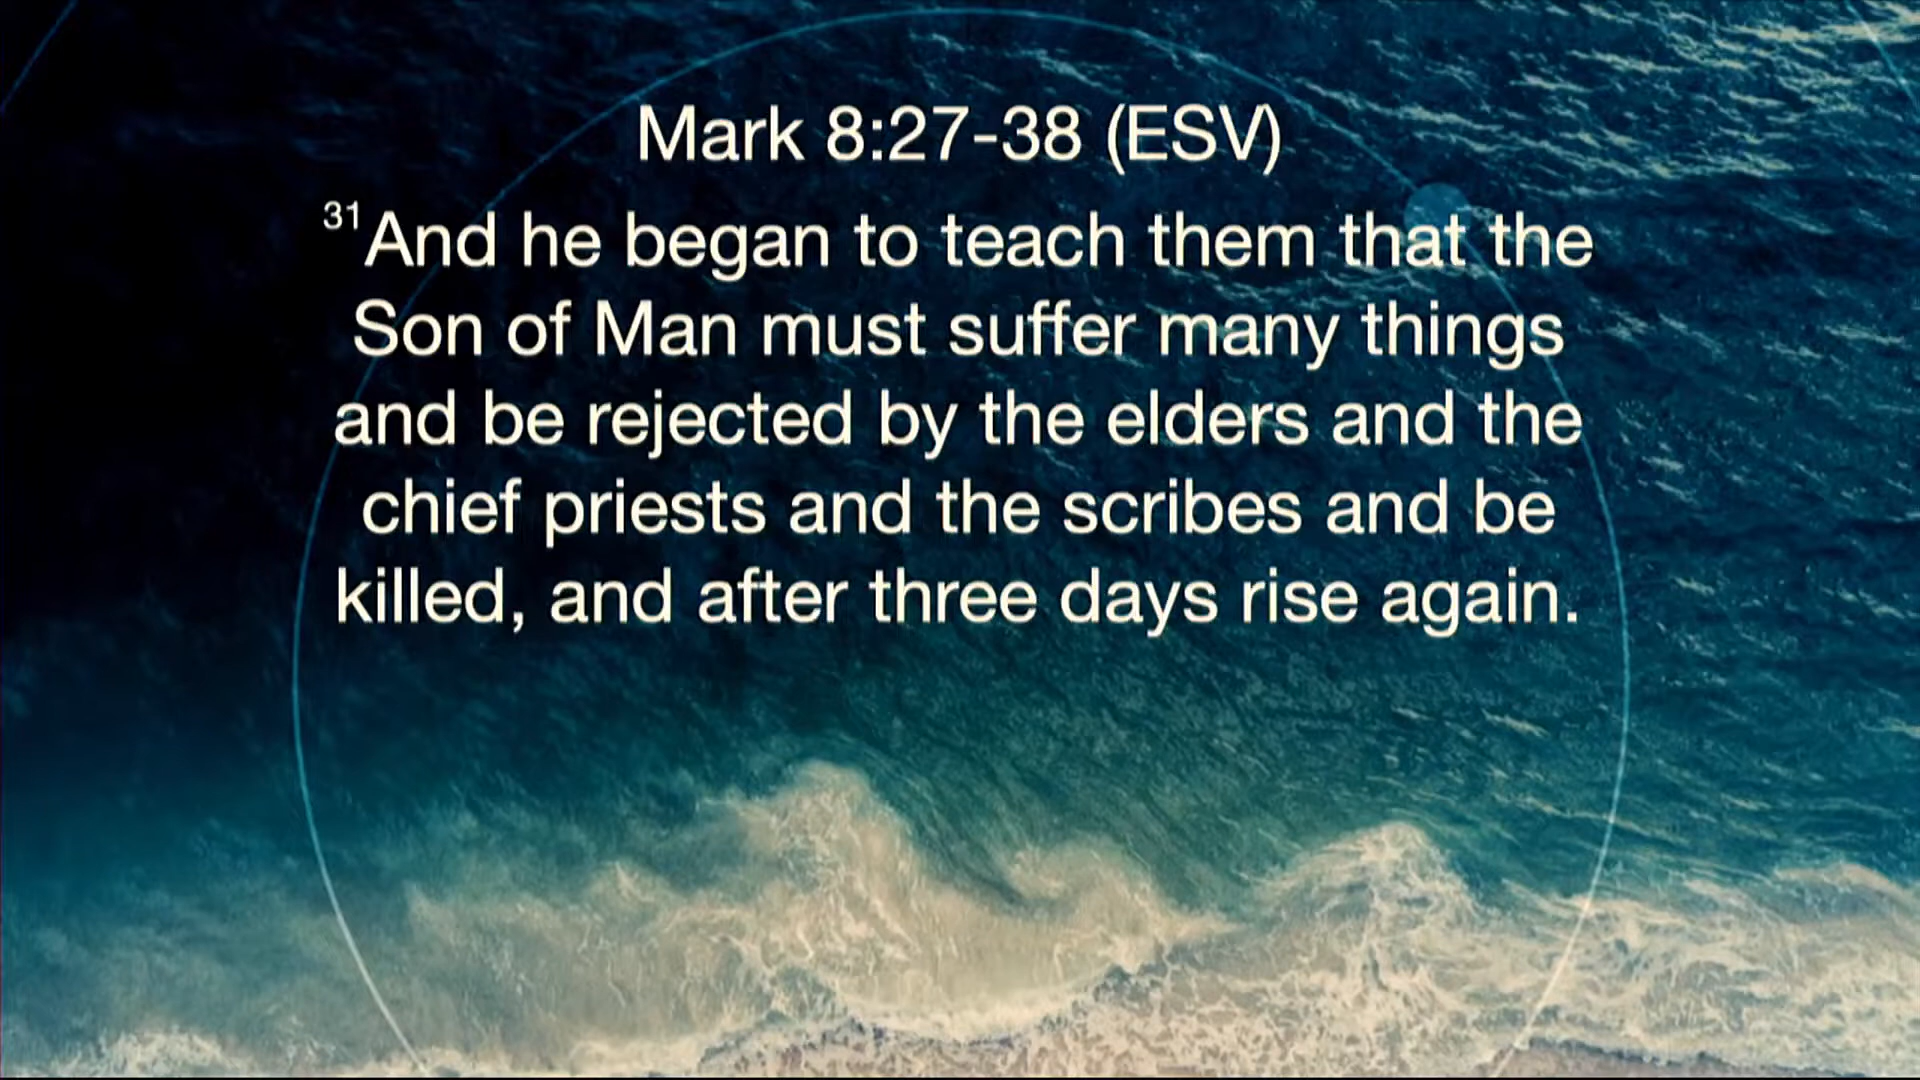 Mark 8:27-38 (ESV)
31And he began to teach them that the
Son of Man must suffer many things
and be rejected by the elders and the
chief priests and the scribes and be
killed, and after three days rise again.